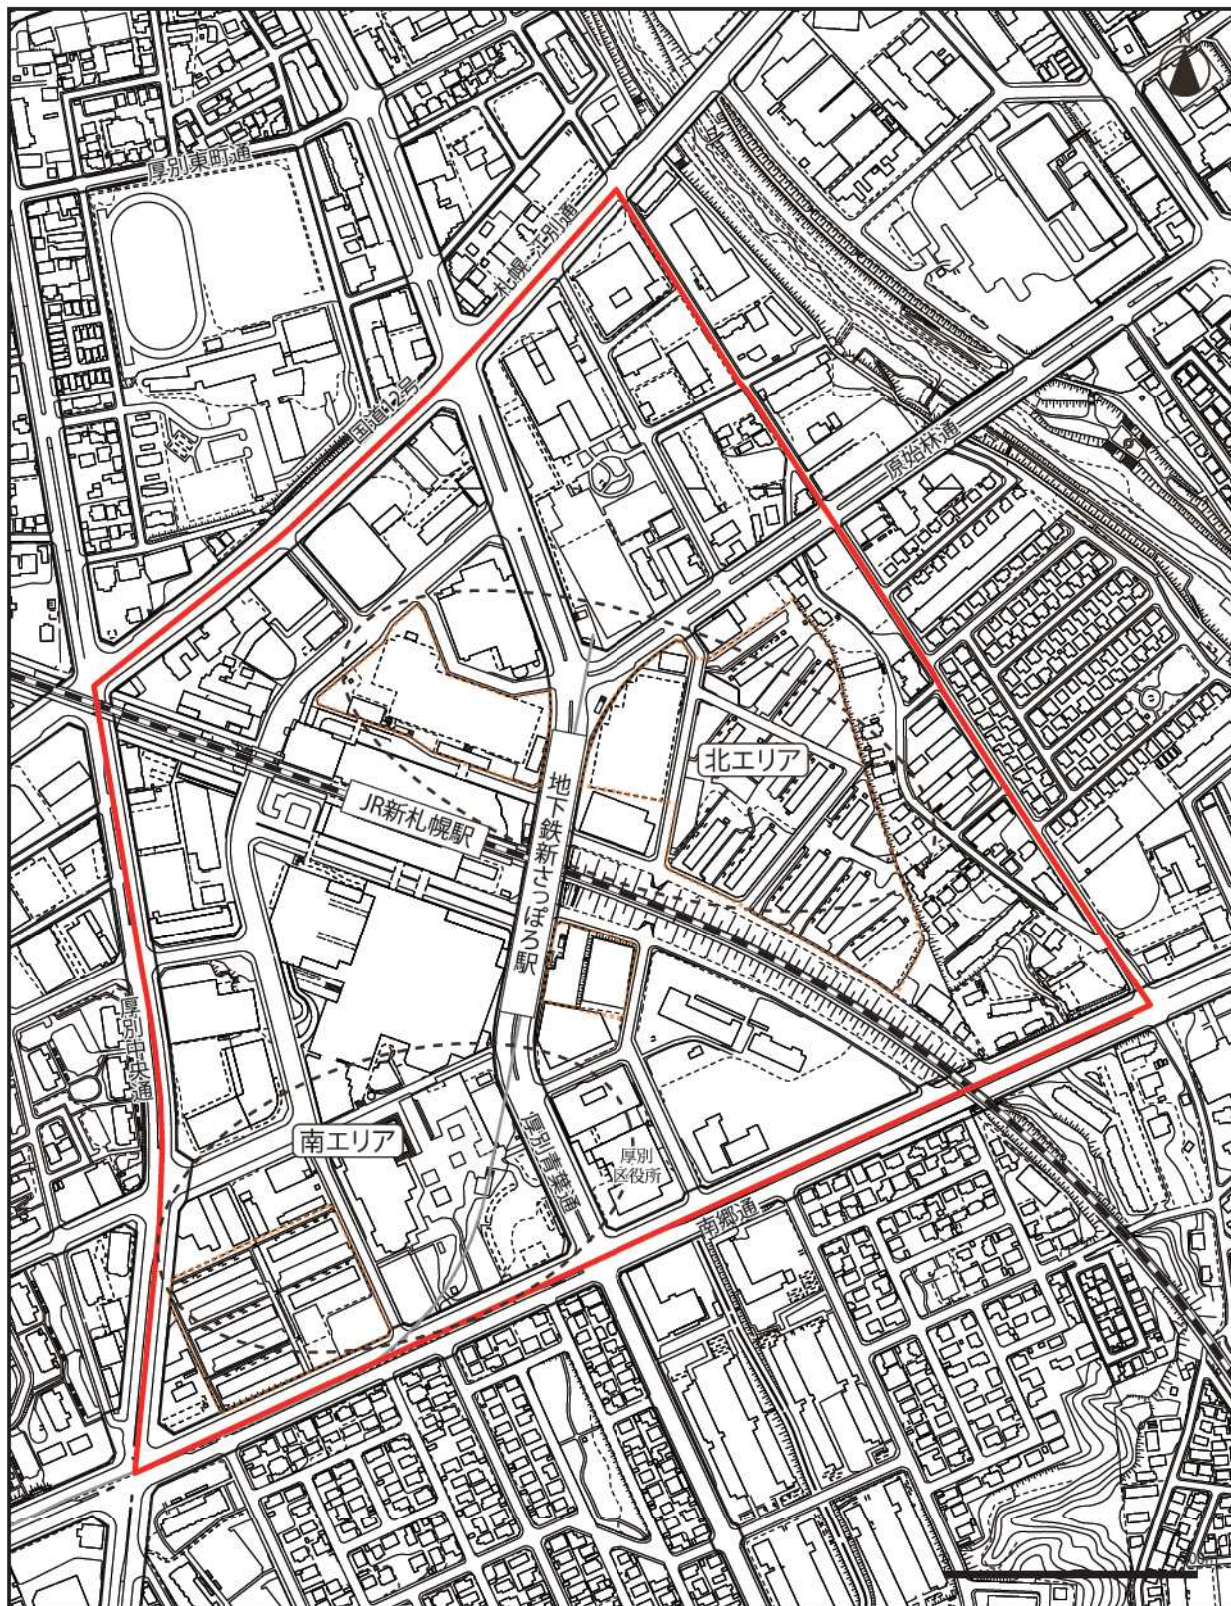 N
厚別東町通
札幌・江別通
国道12号
原始林通
北エリア
JR新札幌駅
地下鉄新さっぽろ駅
厚別中央通
南エリア
厚別青葉通
厚別
区役所
南郷通